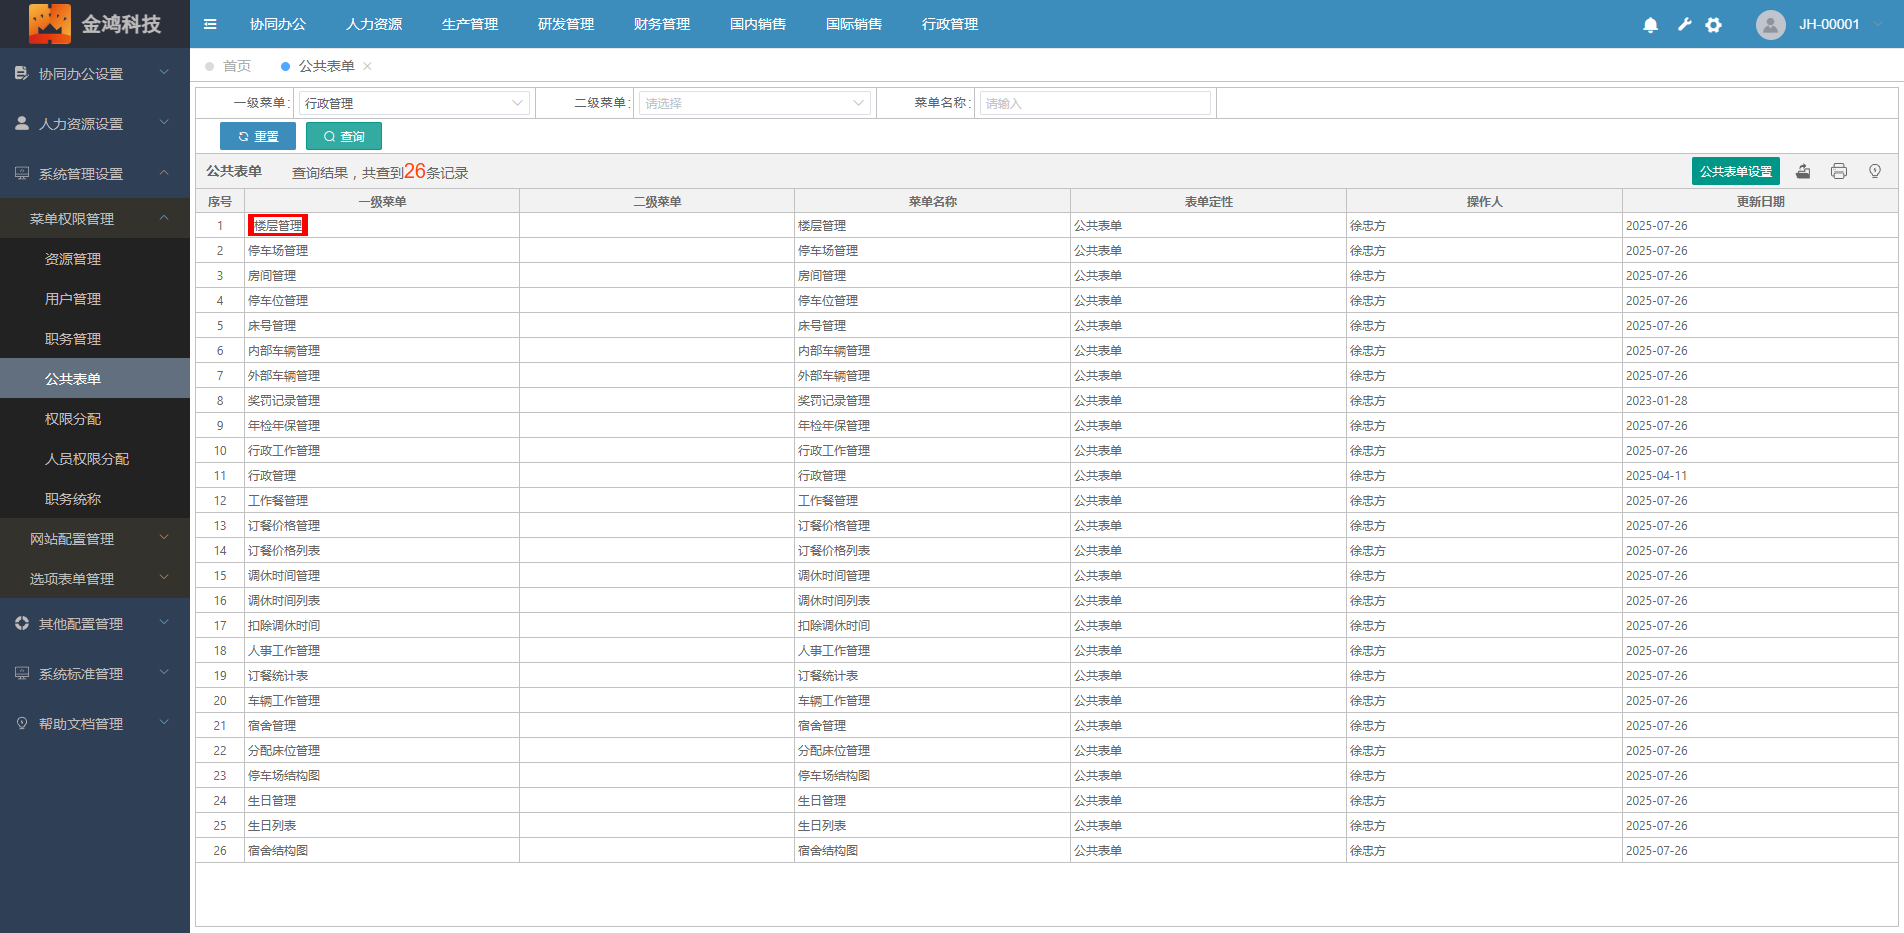 金鸿科技
协同办公 人力资源 生产管理 研发管理 财务管理 国内销售 国际销售 行政管理 JH-00001
首页 公共表单
协同办公设置
人力资源设置
系统管理设置
菜单权限管理
资源管理
用户管理
职务管理
公共表单
权限分配
人员权限分配
职务统称
网站配置管理
选项表单管理
其他配置管理
系统标准管理
帮助文档管理
一级菜单: 行政管理 二级菜单: 请选择 菜单名称: 请输入
重置 查询
公共表单 查询结果，共查到26条记录 公共表单设置
序号 一级菜单 二级菜单 菜单名称 表单定性 操作人 更新日期
1 楼层管理 楼层管理 公共表单 徐忠方 2025-07-26
2 停车场管理 停车场管理 公共表单 徐忠方 2025-07-26
3 房间管理 房间管理 公共表单 徐忠方 2025-07-26
4 停车位管理 停车位管理 公共表单 徐忠方 2025-07-26
5 床号管理 床号管理 公共表单 徐忠方 2025-07-26
6 内部车辆管理 内部车辆管理 公共表单 徐忠方 2025-07-26
7 外部车辆管理 外部车辆管理 公共表单 徐忠方 2025-07-26
8 奖罚记录管理 奖罚记录管理 公共表单 徐忠方 2023-01-28
9 年检年保管理 年检年保管理 公共表单 徐忠方 2025-07-26
10 行政工作管理 行政工作管理 公共表单 徐忠方 2025-07-26
11 行政管理 行政管理 公共表单 徐忠方 2025-04-11
12 工作餐管理 工作餐管理 公共表单 徐忠方 2025-07-26
13 订餐价格管理 订餐价格管理 公共表单 徐忠方 2025-07-26
14 订餐价格列表 订餐价格列表 公共表单 徐忠方 2025-07-26
15 调休时间管理 调休时间管理 公共表单 徐忠方 2025-07-26
16 调休时间列表 调休时间列表 公共表单 徐忠方 2025-07-26
17 扣除调休时间 扣除调休时间 公共表单 徐忠方 2025-07-26
18 人事工作管理 人事工作管理 公共表单 徐忠方 2025-07-26
19 订餐统计表 订餐统计表 公共表单 徐忠方 2025-07-26
20 车辆工作管理 车辆工作管理 公共表单 徐忠方 2025-07-26
21 宿舍管理 宿舍管理 公共表单 徐忠方 2025-07-26
22 分配床位管理 分配床位管理 公共表单 徐忠方 2025-07-26
23 停车场结构图 停车场结构图 公共表单 徐忠方 2025-07-26
24 生日管理 生日管理 公共表单 徐忠方 2025-07-26
25 生日列表 生日列表 公共表单 徐忠方 2025-07-26
26 宿舍结构图 宿舍结构图 公共表单 徐忠方 2025-07-26